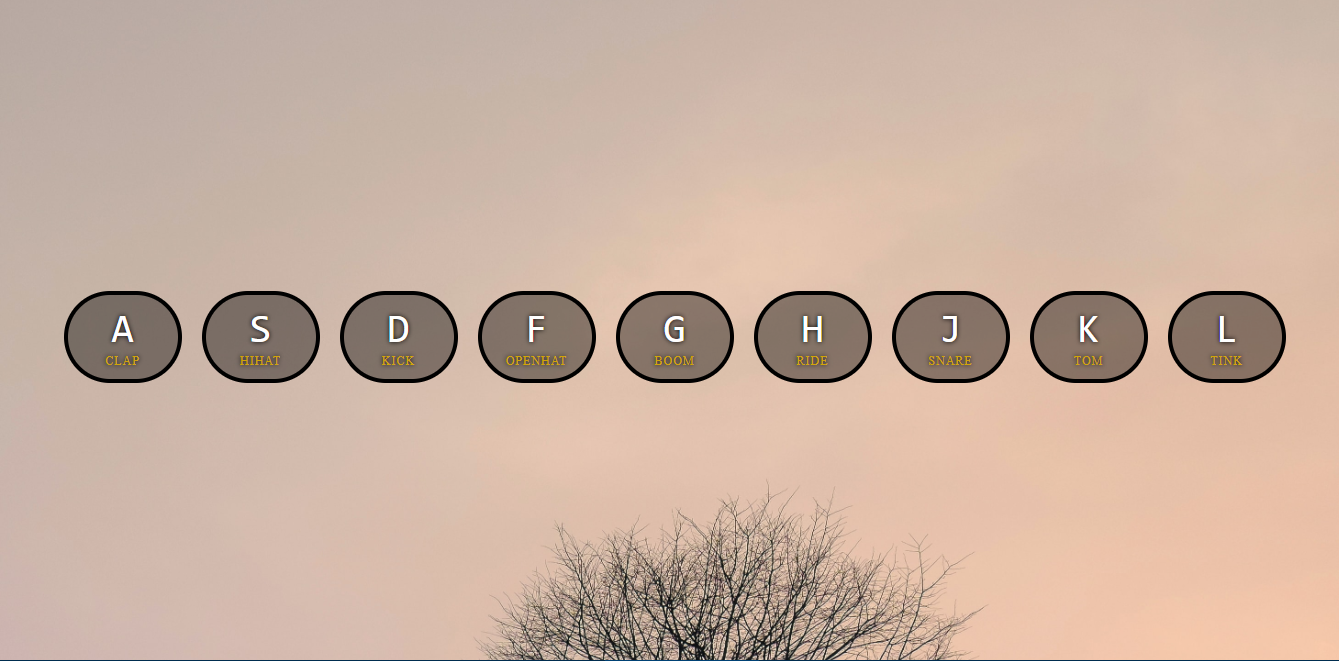 A S D F G H J K L
CLAP HIHAT KICK OPENHAT BOOM RIDE SNARE TOM TINK